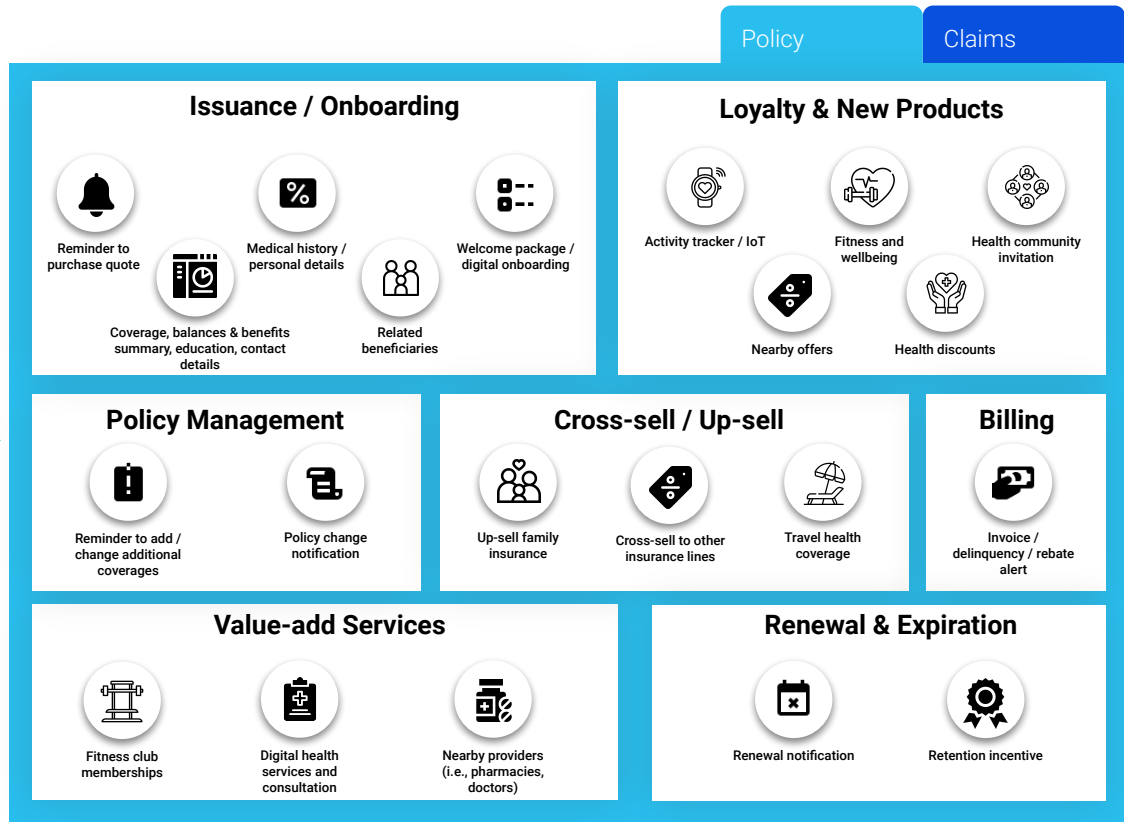 Policy
Claims
Issuance / Onboarding
Reminder to
purchase quote
Coverage, balances & benefits
summary, education, contact
details
Medical history /
personal details
Related
beneficiaries
Welcome package /
digital onboarding
Loyalty & New Products
Activity tracker / IoT
Nearby offers
Fitness and
wellbeing
Health discounts
Health community
invitation
Policy Management
Reminder to add /
change additional
coverages
Policy change
notification
Cross-sell / Up-sell
Up-sell family
insurance
Cross-sell to other
insurance lines
Travel health
coverage
Billing
Invoice /
delinquency / rebate
alert
Value-add Services
Fitness club
memberships
Digital health
services and
consultation
Nearby providers
(i.e., pharmacies,
doctors)
Renewal & Expiration
Renewal notification
Retention incentive